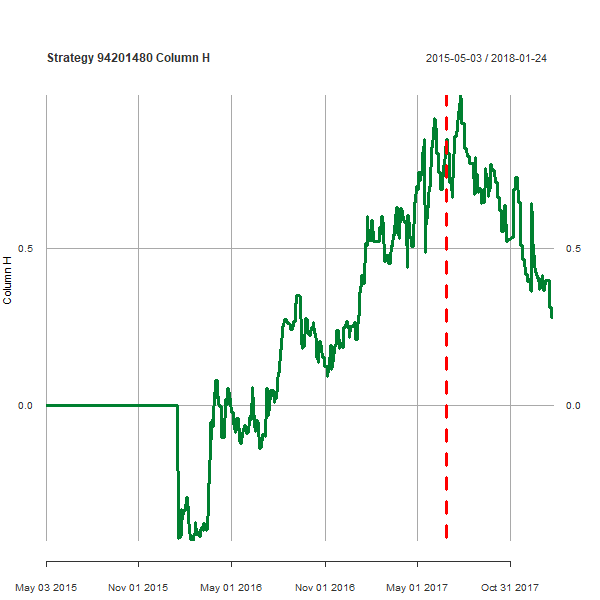 Strategy 94201480 Column H
2015-05-03 / 2018-01-24
Column H
0.5
0.5
0.0
0.0
May 03 2015
Nov 01 2015
May 01 2016
Nov 01 2016
May 01 2017
Oct 31 2017